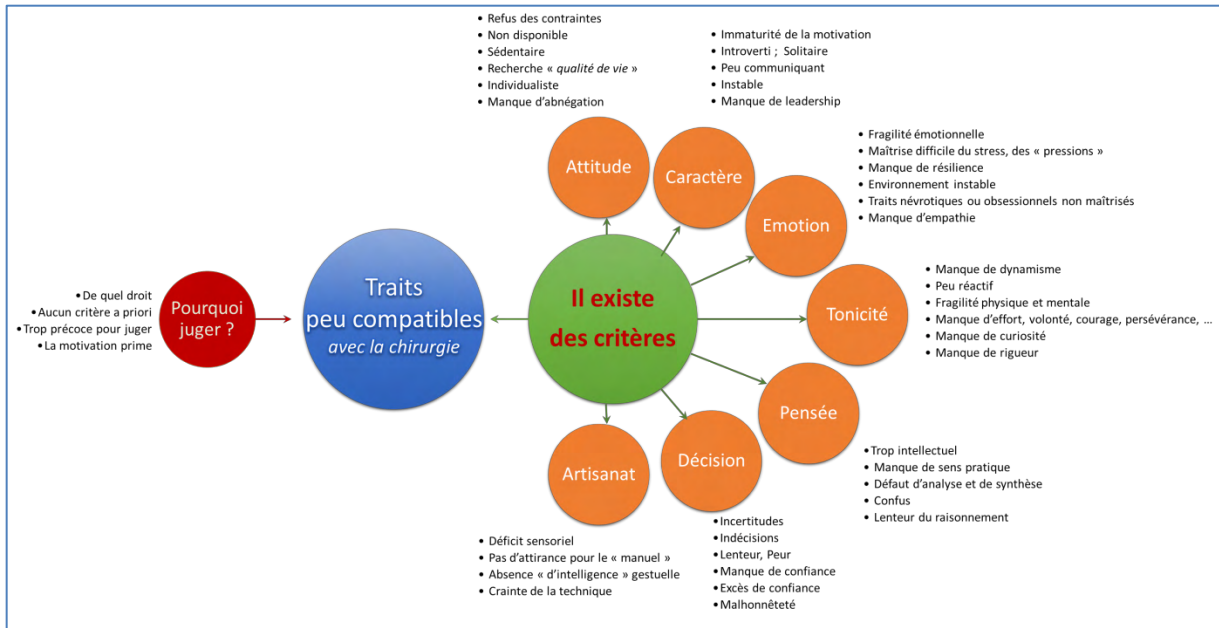 • Refus des contraintes
• Non disponible
• Sédentaire
• Recherche « qualité de vie »
• Individualiste
• Manque d’abnégation
• Immaturité de la motivation
• Introverti ; Solitaire
• Peu communiquant
• Instable
• Manque de leadership
Attitude
Caractère
• Fragilité émotionnelle
• Maîtrise difficile du stress, des « pressions »
• Manque de résilience
• Environnement instable
• Traits névrotiques ou obsessionnels non maîtrisés
• Manque d’empathie
Emotion
• De quel droit
• Aucun critère a priori
• Trop précoce pour juger
• La motivation prime
Pourquoi
juger ?
Traits
peu compatibles
avec la chirurgie
Il existe
des critères
Tonicité
• Manque de dynamisme
• Peu réactif
• Fragilité physique et mentale
• Manque d’effort, volonté, courage, persévérance, …
• Manque de curiosité
• Manque de rigueur
Pensée
• Trop intellectuel
• Manque de sens pratique
• Défaut d’analyse et de synthèse
• Confus
• Lenteur du raisonnement
Décision
• Incertitudes
• Indécisions
• Lenteur, Peur
• Manque de confiance
• Excès de confiance
• Malhonnêteté
Artisanat
• Déficit sensoriel
• Pas d’attirance pour le « manuel »
• Absence « d’intelligence » gestuelle
• Crainte de la technique